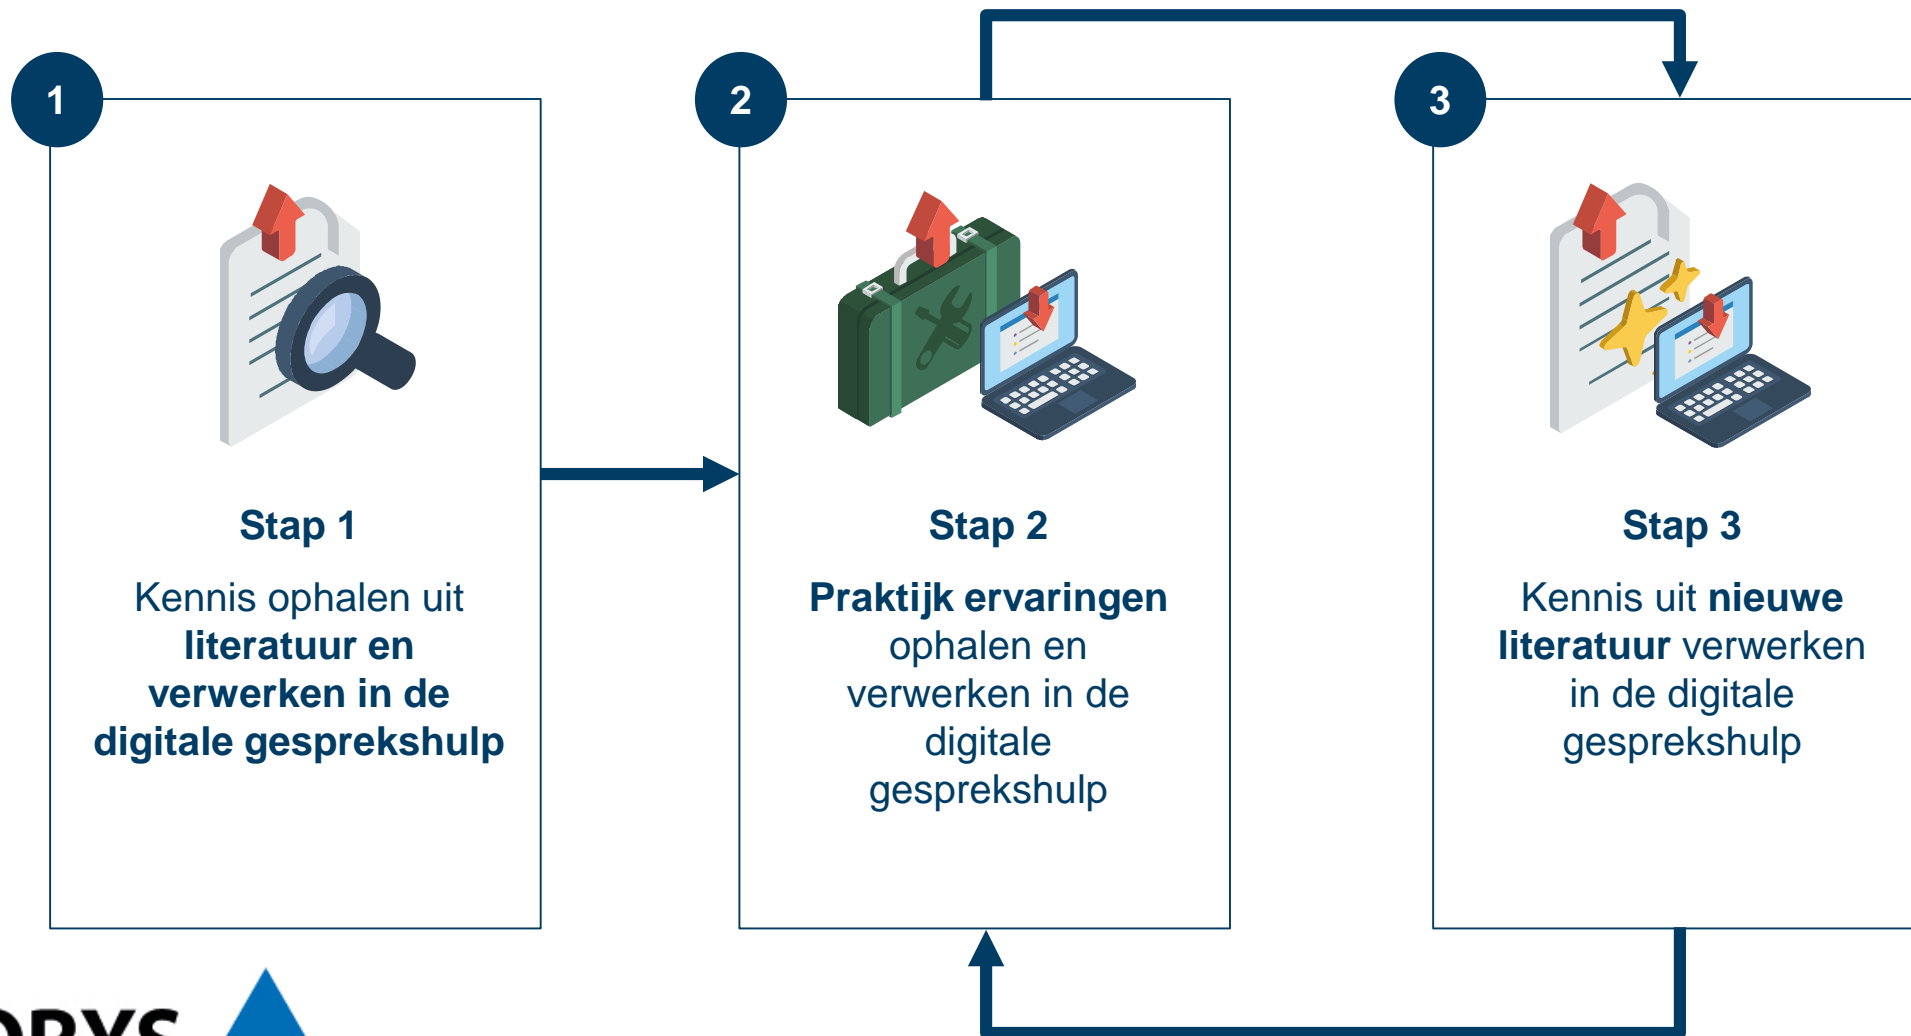 1
Stap 1
Kennis ophalen uit
literatuur en
verwerken in de
digitale gesprekshulp
2
Stap 2
Praktijk ervaringen
ophalen en
verwerken in de
digitale
gesprekshulp
3
Stap 3
Kennis uit nieuwe
literatuur verwerken
in de digitale
gesprekshulp